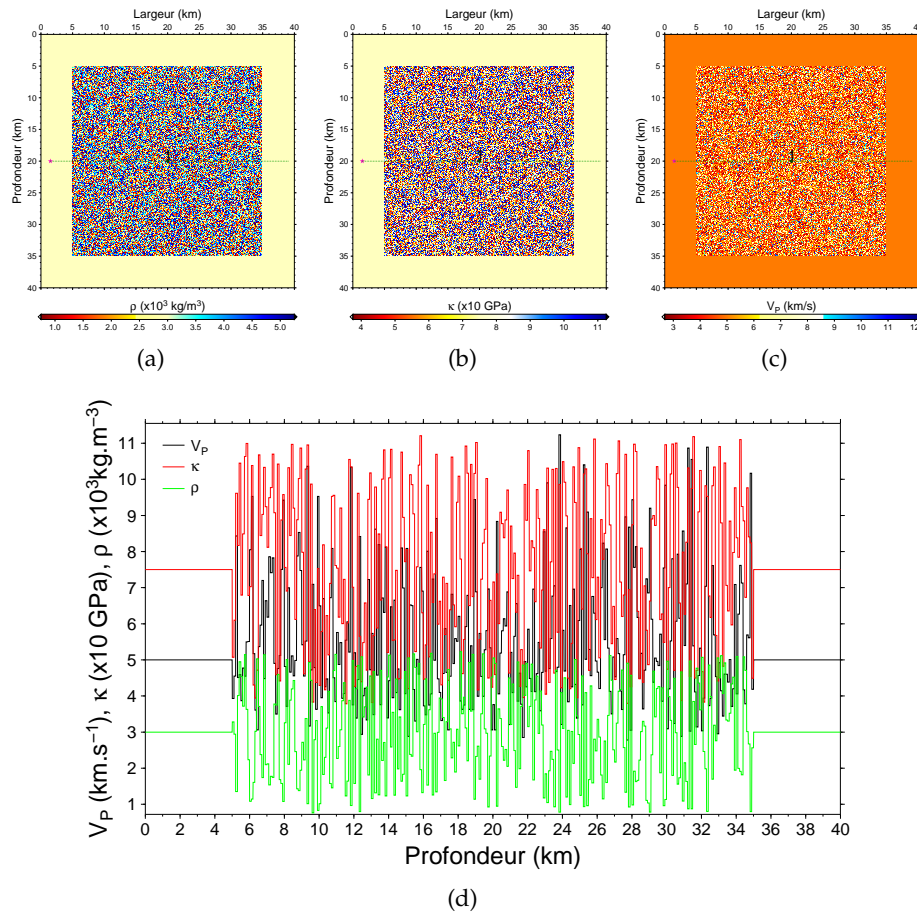 Largeur (km) Largeur (km) Largeur (km)
0 5 10 15 20 25 30 35 40 0 5 10 15 20 25 30 35 40 0 5 10 15 20 25 30 35 40
Profondeur (km)
0
5
10
15
20
25
30
35
40
Profondeur (km)
0
5
10
15
20
25
30
35
40
Profondeur (km)
0
5
10
15
20
25
30
35
40
ρ (x10³ kg/m³) κ (x10 GPa) V_P (km/s)
1.0 1.5 2.0 2.5 3.0 3.5 4.0 4.5 5.0 4 5 6 7 8 9 10 11 3 4 5 6 7 8 9 10 11 12
(a) (b) (c)
V_P (km.s⁻¹), κ (x10 GPa), ρ (x10³kg.m⁻³)
11
10
9
8
7
6
5
4
3
2
1
V_P
κ
ρ
0 2 4 6 8 10 12 14 16 18 20 22 24 26 28 30 32 34 36 38 40
Profondeur (km)
(d)